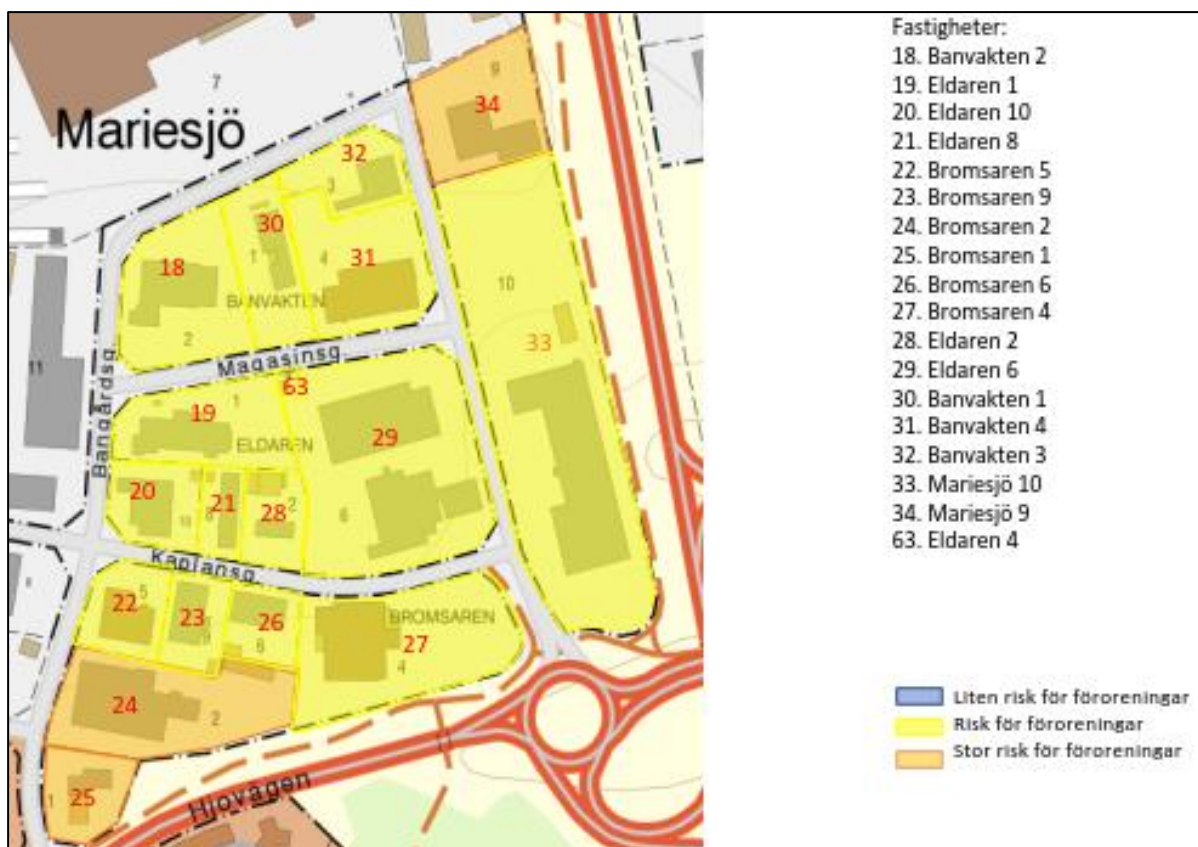 Mariesjö
7
9
34
32
3
30
18
1
4
31
BANVAKTEN
10
2
33
11
Magasinsg.
63
Bangårdsg.
19
1
29
ELDAREN
20
21
28
2
10
8
6
Kaplansg.
22
5
23
9
26
6
BROMSAREN
27
4
24
2
25
1
Hjovägen
Fastigheter:
18. Banvakten 2
19. Eldaren 1
20. Eldaren 10
21. Eldaren 8
22. Bromsaren 5
23. Bromsaren 9
24. Bromsaren 2
25. Bromsaren 1
26. Bromsaren 6
27. Bromsaren 4
28. Eldaren 2
29. Eldaren 6
30. Banvakten 1
31. Banvakten 4
32. Banvakten 3
33. Mariesjö 10
34. Mariesjö 9
63. Eldaren 4
Liten risk för föroreningar
Risk för föroreningar
Stor risk för föroreningar